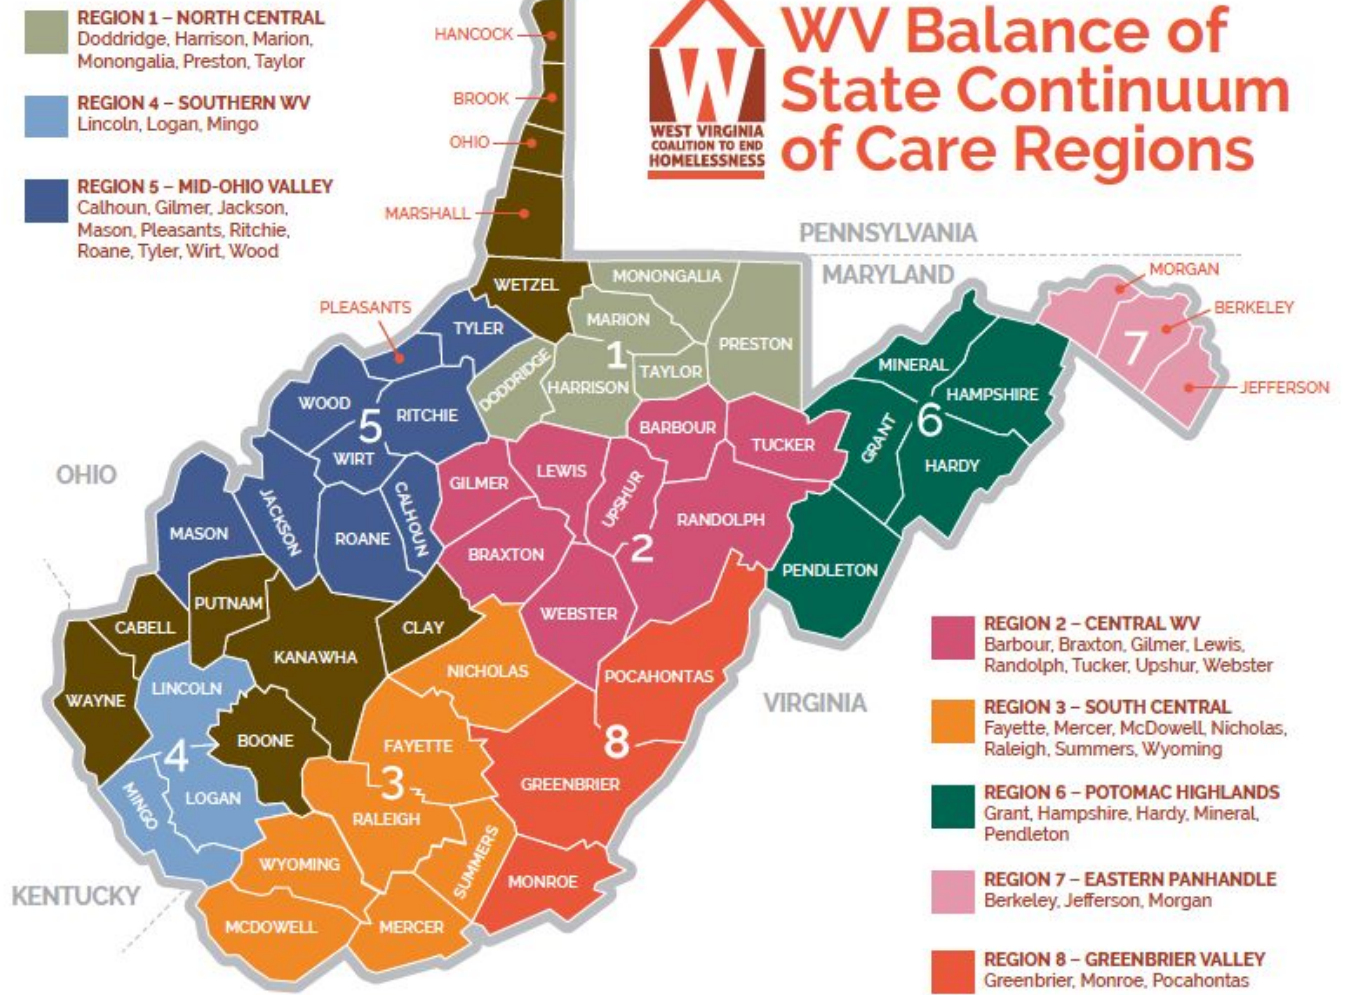 REGION 1 – NORTH CENTRAL
Doddridge, Harrison, Marion,
Monongalia, Preston, Taylor
REGION 4 – SOUTHERN WV
Lincoln, Logan, Mingo
REGION 5 – MID-OHIO VALLEY
Calhoun, Gilmer, Jackson,
Mason, Pleasants, Ritchie,
Roane, Tyler, Wirt, Wood
WV Balance of
State Continuum
of Care Regions
W
WEST VIRGINIA
COALITION TO END
HOMELESSNESS
HANCOCK
BROOK
OHIO
MARSHALL
PENNSYLVANIA
MARYLAND
MORGAN
BERKELEY
7
JEFFERSON
WETZEL
MONONGALIA
PLEASANTS
TYLER
MARION
PRESTON
1
DODDRIDGE
HARRISON
TAYLOR
MINERAL
HAMPSHIRE
6
GRANT
HARDY
WOOD
RITCHIE
5
WIRT
BARBOUR
TUCKER
OHIO
GILMER
LEWIS
UPSHUR
RANDOLPH
JACKSON
CALHOUN
MASON
ROANE
BRAXTON
2
PENDLETON
PUTNAM
CABELL
CLAY
WEBSTER
KANAWHA
NICHOLAS
POCAHONTAS
LINCOLN
WAYNE
VIRGINIA
BOONE
FAYETTE
8
4
3
GREENBRIER
MINGO
LOGAN
RALEIGH
WYOMING
SUMMERS
MONROE
KENTUCKY
MCDOWELL
MERCER
REGION 2 – CENTRAL WV
Barbour, Braxton, Gilmer, Lewis,
Randolph, Tucker, Upshur, Webster
REGION 3 – SOUTH CENTRAL
Fayette, Mercer, McDowell, Nicholas,
Raleigh, Summers, Wyoming
REGION 6 – POTOMAC HIGHLANDS
Grant, Hampshire, Hardy, Mineral,
Pendleton
REGION 7 – EASTERN PANHANDLE
Berkeley, Jefferson, Morgan
REGION 8 – GREENBRIER VALLEY
Greenbrier, Monroe, Pocahontas